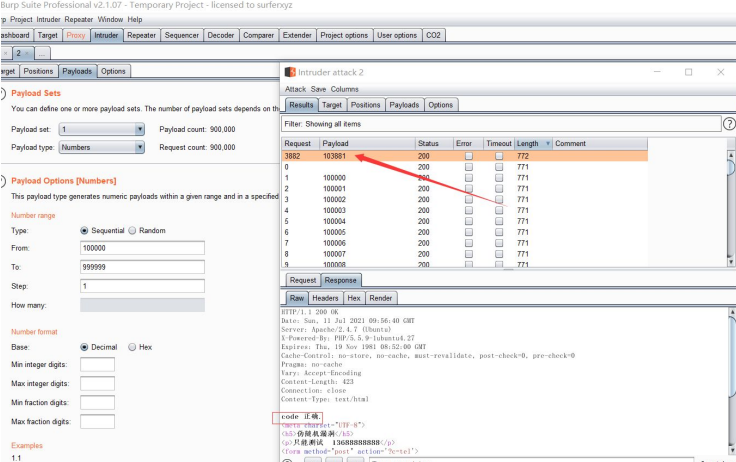 Burp Suite Professional v2.1.07 - Temporary Project - licensed to surferxyz
rp Project Intruder Repeater Window Help
ashboard Target Proxy Intruder Repeater Sequencer Decoder Comparer Extender Project options User options CO2
× 2 × ...
arget Positions Payloads Options
Payload Sets
You can define one or more payload sets. The number of payload sets depends on th
Payload set: 1 Payload count: 900,000
Payload type: Numbers Request count: 900,000
Payload Options [Numbers]
This payload type generates numeric payloads within a given range and in a specified
Number range
Type: Sequential Random
From: 100000
To: 999999
Step: 1
How many:
Number format
Base: Decimal Hex
Min integer digits:
Max integer digits:
Min fraction digits:
Max fraction digits:
Examples
1.1
Intruder attack 2
Attack Save Columns
Results Target Positions Payloads Options
Filter: Showing all items
?
Request Payload Status Error Timeout Length Comment
3882 103881 200 772
0 200 771
1 100000 200 771
2 100001 200 771
3 100002 200 771
4 100003 200 771
5 100004 200 771
6 100005 200 771
7 100006 200 771
8 100007 200 771
9 100008 200 771
Request Response
Raw Headers Hex Render
HTTP/1.1 200 OK
Date: Sun, 11 Jul 2021 09:56:40 GMT
Server: Apache/2.4.7 (Ubuntu)
X-Powered-By: PHP/5.5.9-1ubuntu4.27
Expires: Thu, 19 Nov 1981 08:52:00 GMT
Cache-Control: no-store, no-cache, must-revalidate, post-check=0, pre-check=0
Pragma: no-cache
Vary: Accept-Encoding
Content-Length: 423
Connection: close
Content-Type: text/html
code 正确.
<meta charset="UTF-8">
<h5>伪随机漏洞</h5>
<p>只能测试 13688888888</p>
<form method="post" action="?c=tel">